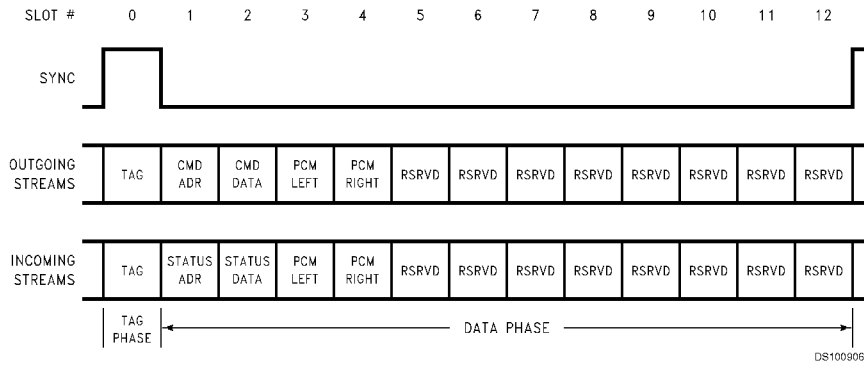 SLOT # 0 1 2 3 4 5 6 7 8 9 10 11 12
SYNC
OUTGOING STREAMS
TAG
CMD ADR
CMD DATA
PCM LEFT
PCM RIGHT
RSRVD RSRVD RSRVD RSRVD RSRVD RSRVD RSRVD RSRVD
INCOMING STREAMS
TAG
STATUS ADR
STATUS DATA
PCM LEFT
PCM RIGHT
RSRVD RSRVD RSRVD RSRVD RSRVD RSRVD RSRVD RSRVD
TAG PHASE
DATA PHASE
DS100906